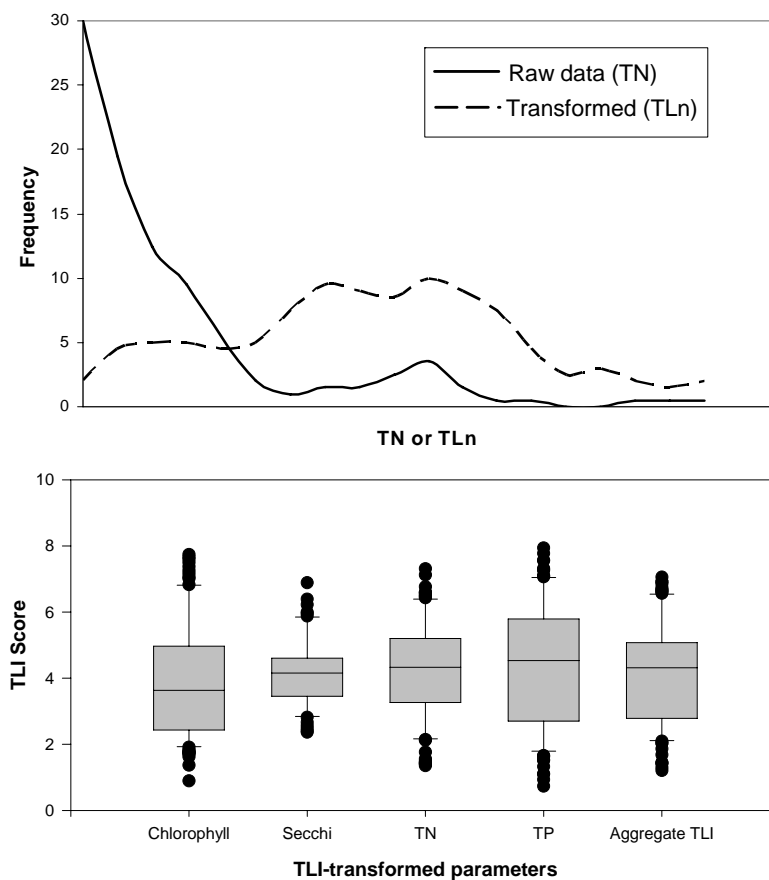 30
25
20
15
10
5
0
Frequency
Raw data (TN)
Transformed (TLn)
TN or TLn
10
8
6
4
2
0
TLI Score
Chlorophyll Secchi TN TP Aggregate TLI
TLI-transformed parameters